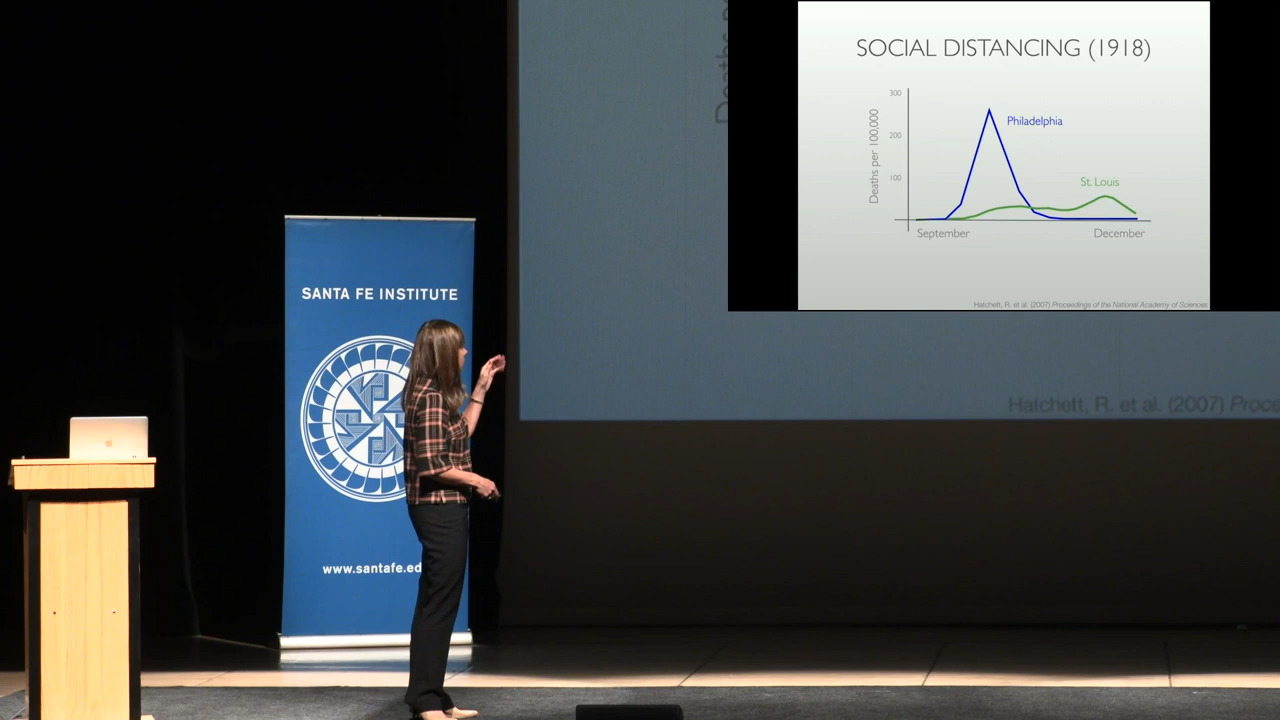 SOCIAL DISTANCING (1918)
300
200
100
Deaths per 100,000
Philadelphia
St. Louis
September
December
Hatchett, R. et al. (2007) Proceedings of the National Academy of Sciences
Deaths
Hatchett, R. et al. (2007)
SANTA FE INSTITUTE
www.santafe.ed